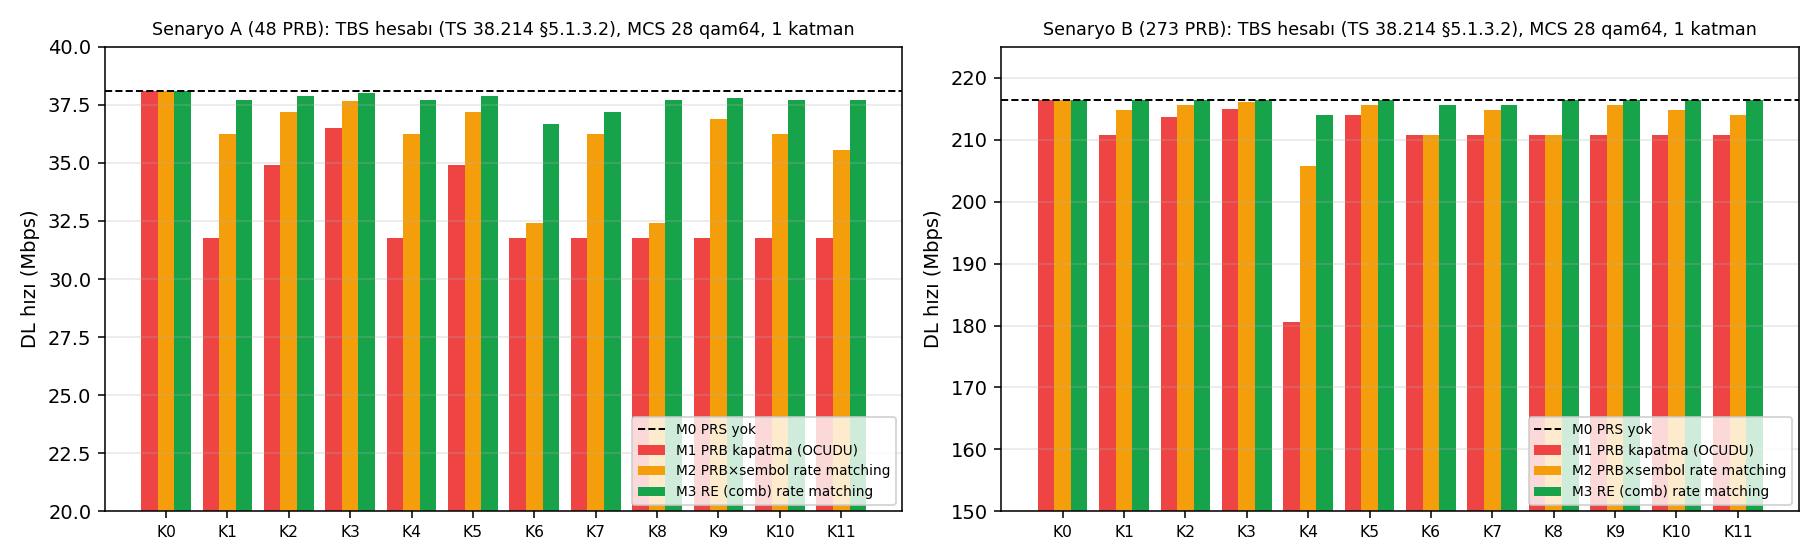 Senaryo A (48 PRB): TBS hesabı (TS 38.214 §5.1.3.2), MCS 28 qam64, 1 katman
DL hızı (Mbps)
40.0
37.5
35.0
32.5
30.0
27.5
25.0
22.5
20.0
M0 PRS yok
M1 PRB kapatma (OCUDU)
M2 PRB×sembol rate matching
M3 RE (comb) rate matching
K0 K1 K2 K3 K4 K5 K6 K7 K8 K9 K10 K11
Senaryo B (273 PRB): TBS hesabı (TS 38.214 §5.1.3.2), MCS 28 qam64, 1 katman
DL hızı (Mbps)
220
210
200
190
180
170
160
150
M0 PRS yok
M1 PRB kapatma (OCUDU)
M2 PRB×sembol rate matching
M3 RE (comb) rate matching
K0 K1 K2 K3 K4 K5 K6 K7 K8 K9 K10 K11